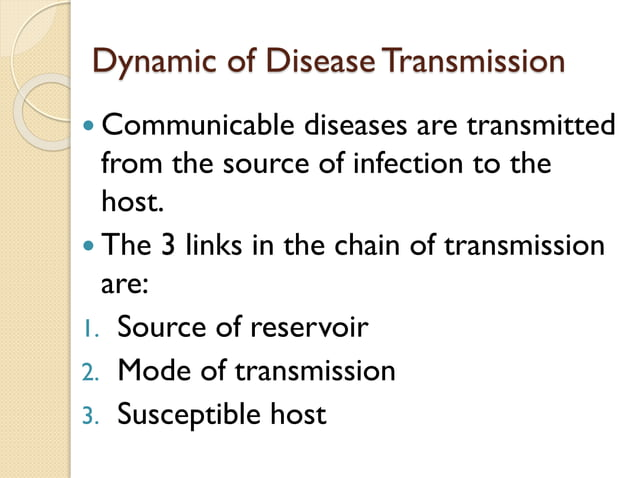 Dynamic of Disease Transmission
• Communicable diseases are transmitted
from the source of infection to the
host.
• The 3 links in the chain of transmission
are:
1. Source of reservoir
2. Mode of transmission
3. Susceptible host